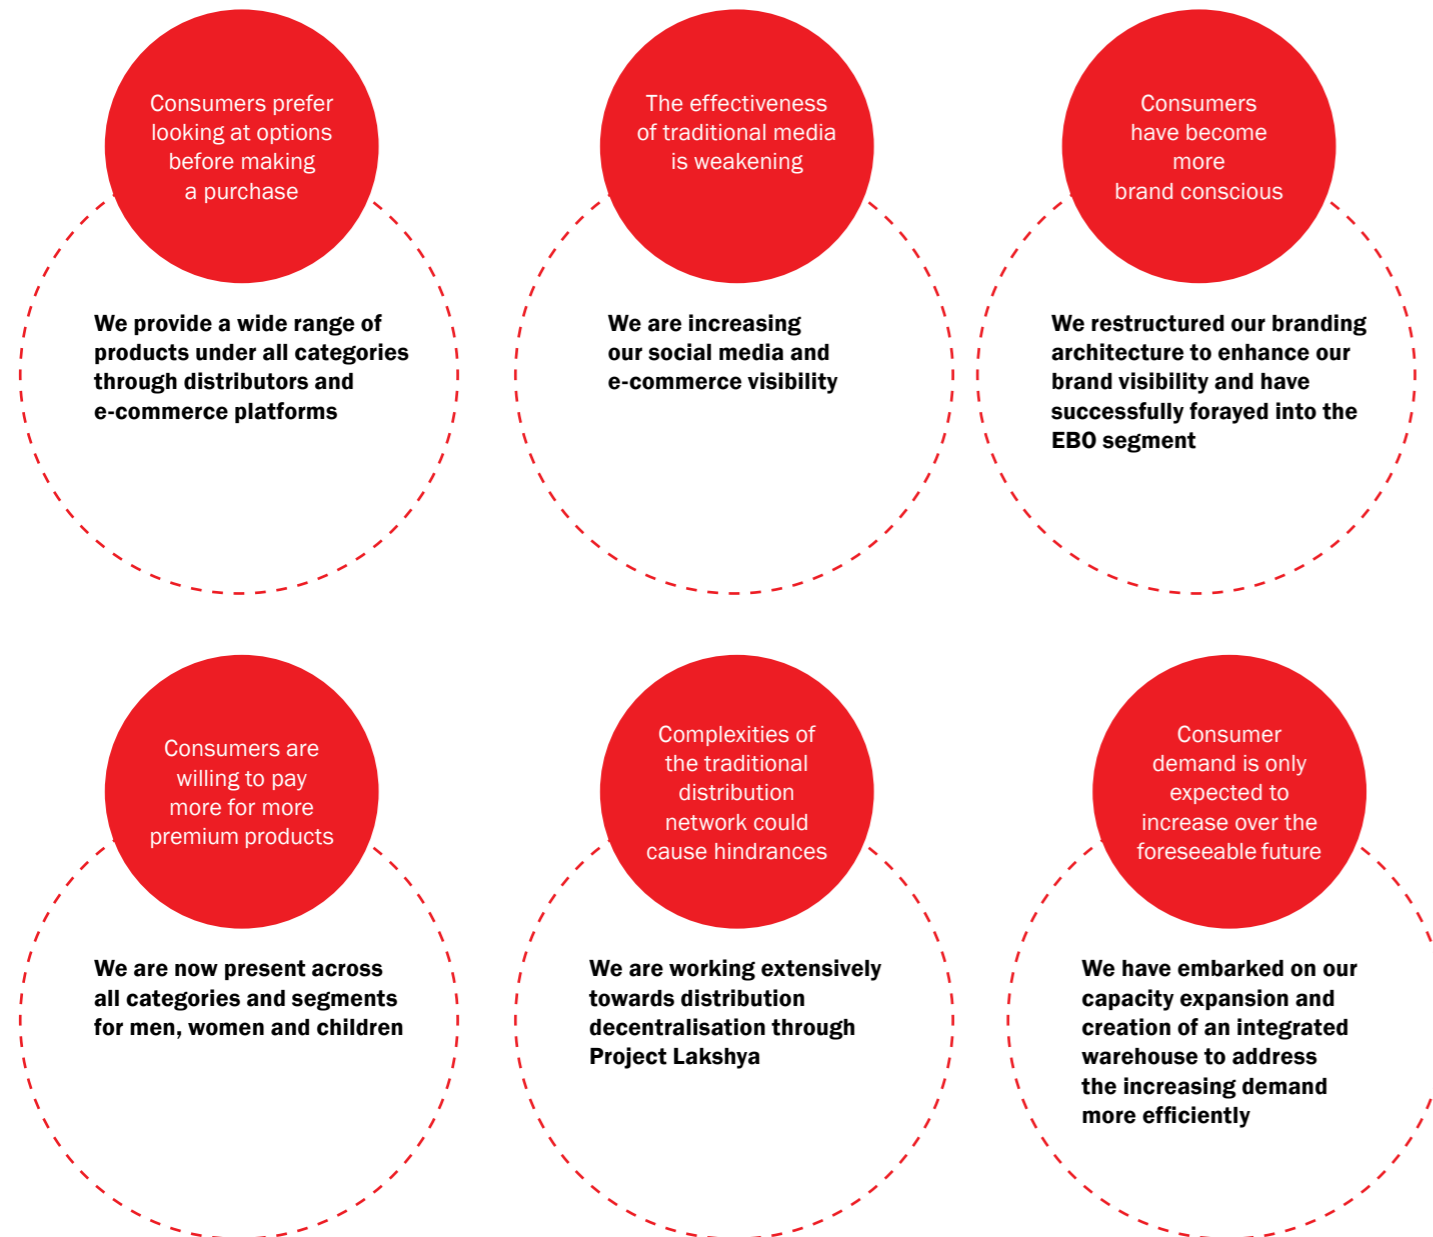 Consumers prefer
looking at options
before making
a purchase
We provide a wide range of
products under all categories
through distributors and
e-commerce platforms
The effectiveness
of traditional media
is weakening
We are increasing
our social media and
e-commerce visibility
Consumers
have become
more
brand conscious
We restructured our branding
architecture to enhance our
brand visibility and have
successfully forayed into the
EBO segment
Consumers are
willing to pay
more for more
premium products
We are now present across
all categories and segments
for men, women and children
Complexities of
the traditional
distribution
network could
cause hindrances
We are working extensively
towards distribution
decentralisation through
Project Lakshya
Consumer
demand is only
expected to
increase over the
foreseeable future
We have embarked on our
capacity expansion and
creation of an integrated
warehouse to address
the increasing demand
more efficiently